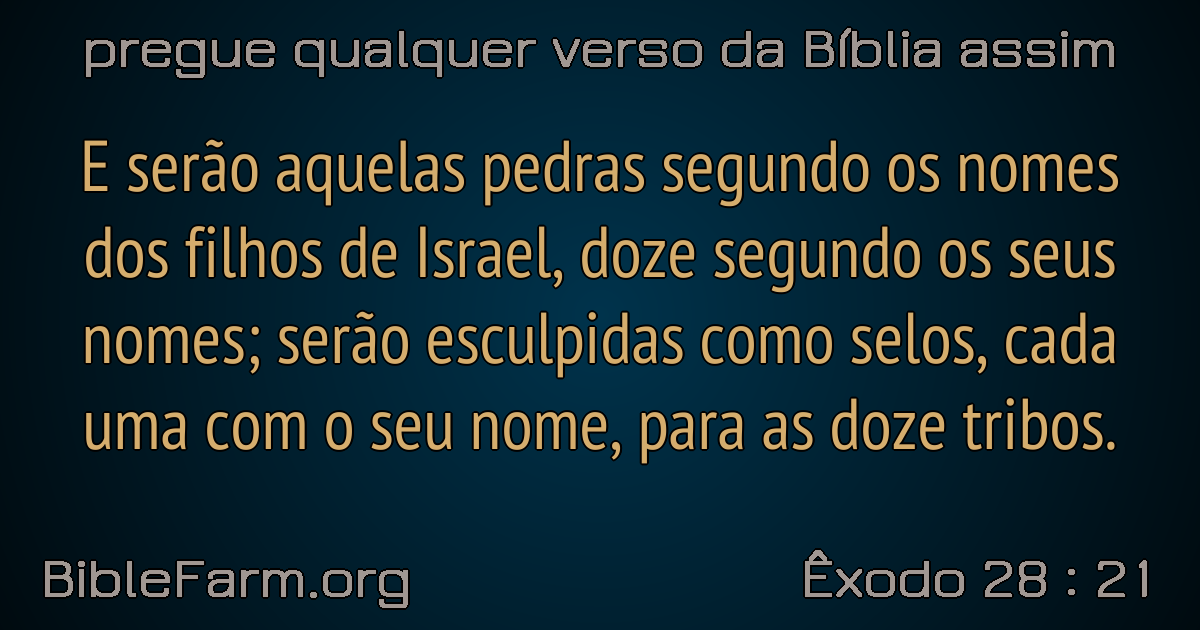 pregue qualquer verso da Bíblia assim
E serão aquelas pedras segundo os nomes
dos filhos de Israel, doze segundo os seus
nomes; serão esculpidas como selos, cada
uma com o seu nome, para as doze tribos.
BibleFarm.org
Êxodo 28 : 21